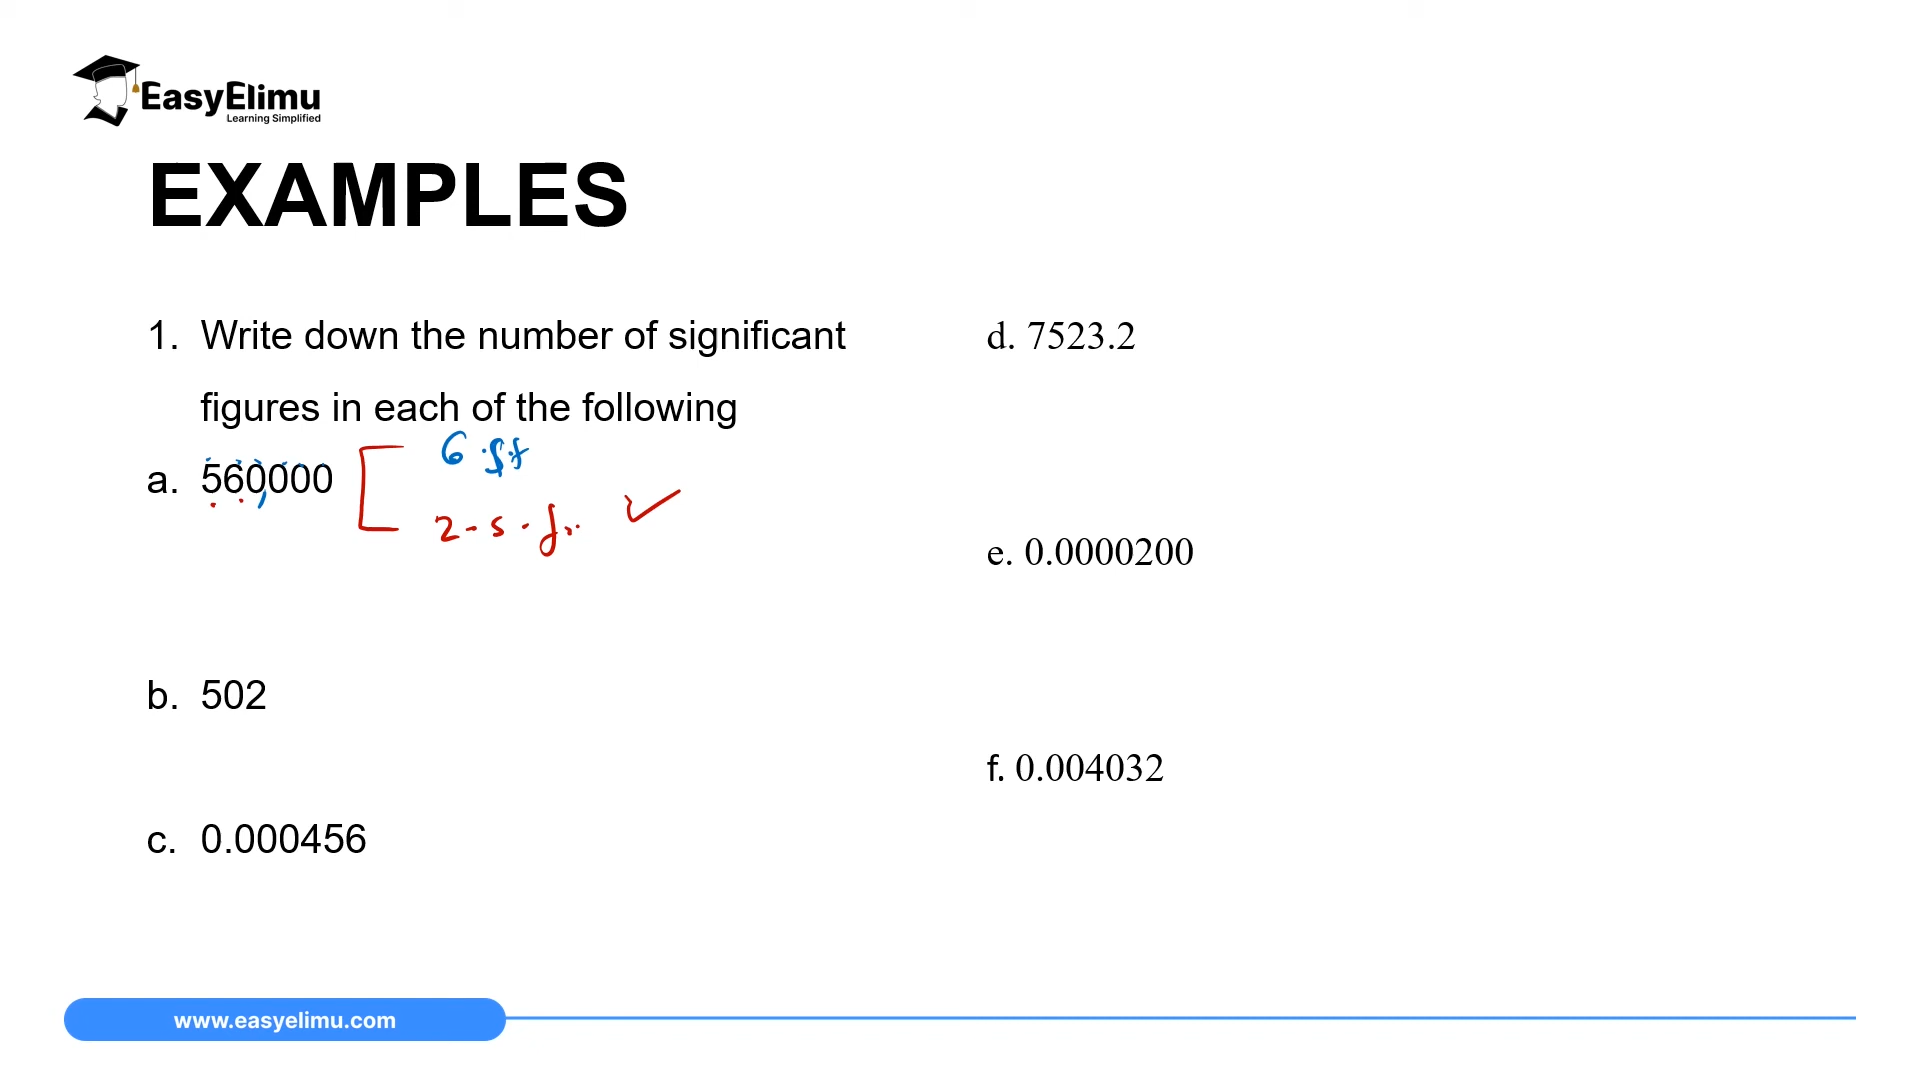 EasyElimu
Learning Simplified
EXAMPLES
1. Write down the number of significant
figures in each of the following
a. 560000
6 s.f
2 s.f.
b. 502
c. 0.000456
d. 7523.2
e. 0.0000200
f. 0.004032
www.easyelimu.com